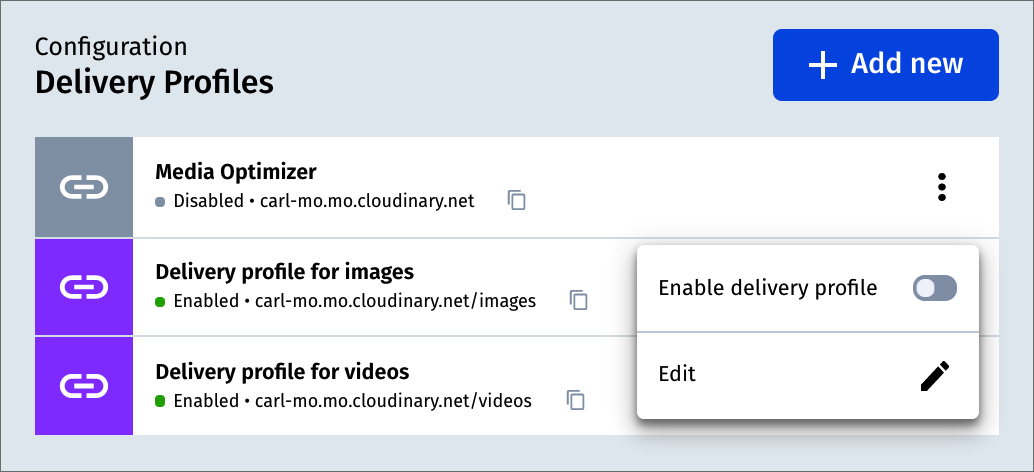 Configuration
Delivery Profiles
Add new
Media Optimizer
Disabled • carl-mo.mo.cloudinary.net
Delivery profile for images
Enabled • carl-mo.mo.cloudinary.net/images
Enable delivery profile
Delivery profile for videos
Enabled • carl-mo.mo.cloudinary.net/videos
Edit